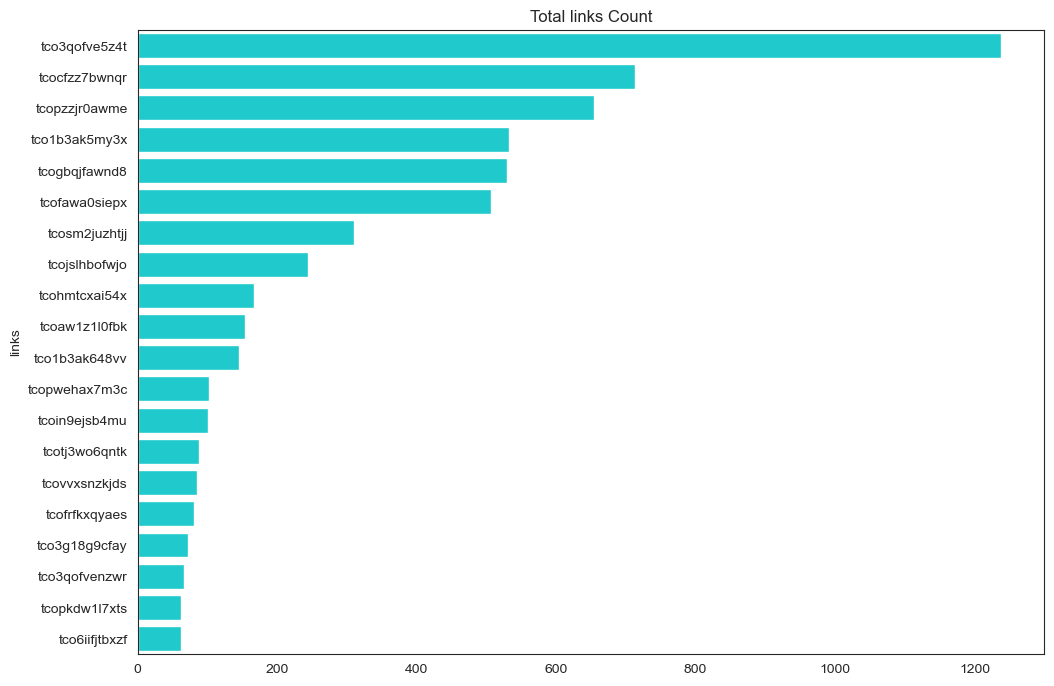 Total links Count
tco3qofve5z4t
tcocfzz7bwnqr
tcopzzjr0awme
tco1b3ak5my3x
tcogbqjfawnd8
tcofawa0siepx
tcosm2juzhtjj
tcojslhbofwjo
tcohmtcxai54x
tcoaw1z1l0fbk
tco1b3ak648vv
tcopwehax7m3c
tcoin9ejsb4mu
tcotj3wo6qntk
tcovvxsnzkjds
tcofrfkxqyaes
tco3g18g9cfay
tco3qofvenzwr
tcopkdw1l7xts
tco6iifjtbxzf
links
0 200 400 600 800 1000 1200